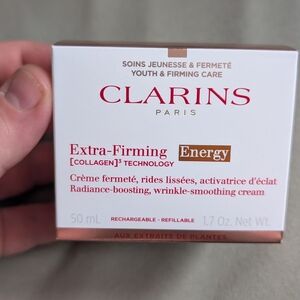 SOINS JEUNESSE & FERMETÉ
YOUTH & FIRMING CARE
CLARINS
PARIS
Extra-Firming Energy
[COLLAGEN]³ TECHNOLOGY
Crème fermeté, rides lissées, activatrice d'éclat
Radiance-boosting, wrinkle-smoothing cream
50 mL RECHARGEABLE - REFILLABLE 1.7 Oz. Net Wt.
AUX EXTRAITS DE PLANTES